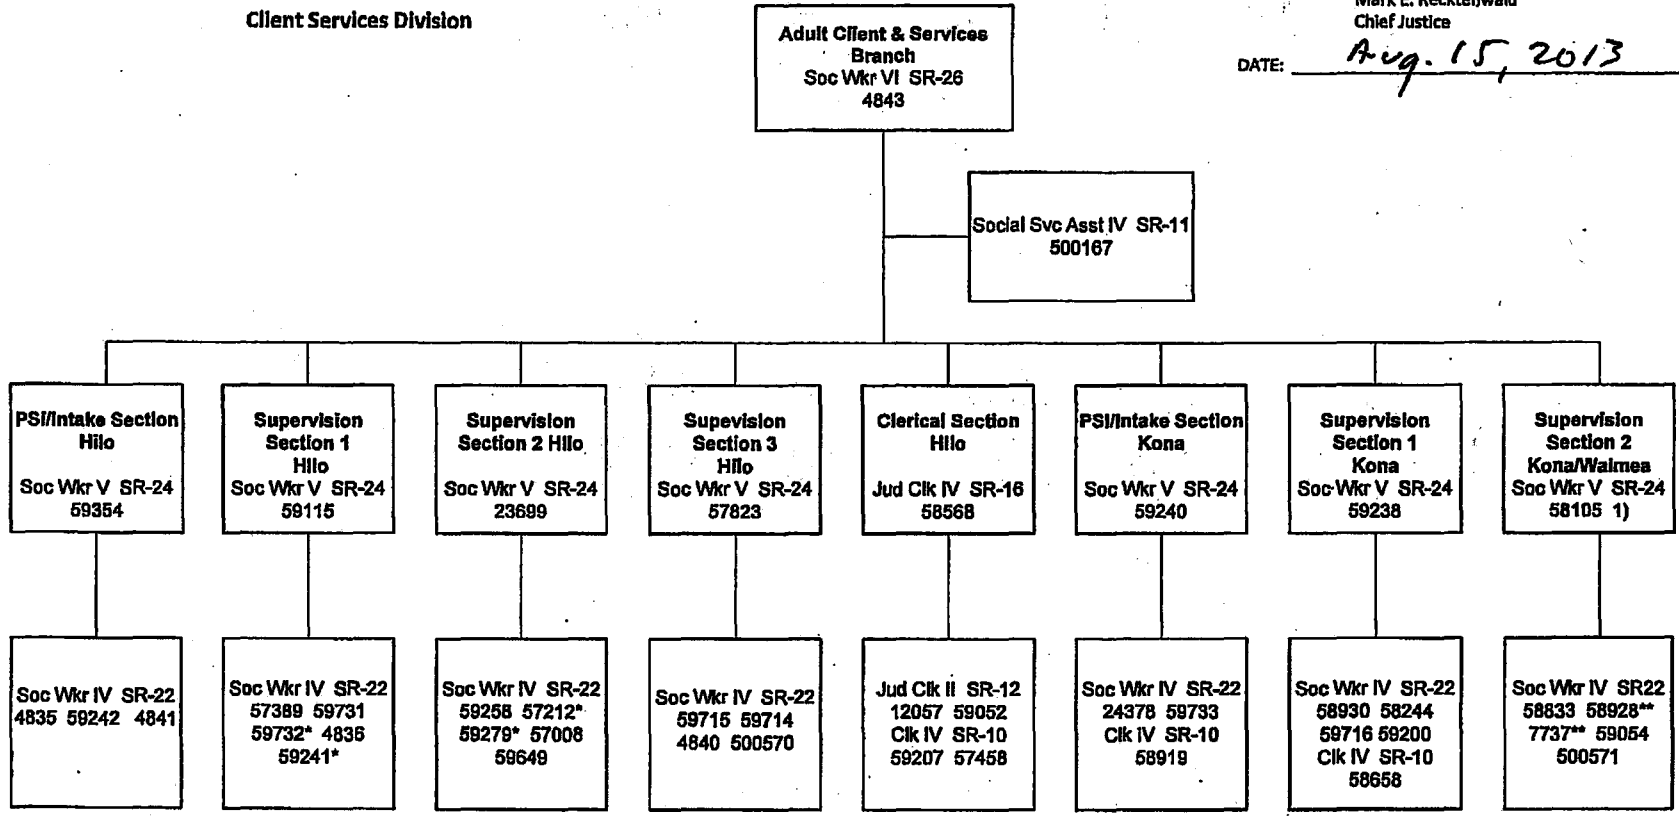 Client Services Division
Mark E. Recktenwald
Chief Justice
DATE: Aug. 15, 2013
Adult Client & Services
Branch
Soc Wkr VI SR-26
4843
Social Svc Asst IV SR-11
500167
PSI/Intake Section
Hilo
Soc Wkr V SR-24
59354
Supervision
Section 1
Hilo
Soc Wkr V SR-24
59115
Supervision
Section 2 Hilo
Soc Wkr V SR-24
23699
Supevision
Section 3
Hilo
Soc Wkr V SR-24
57823
Clerical Section
Hilo
Jud Clk IV SR-16
58568
PSI/Intake Section
Kona
Soc Wkr V SR-24
59240
Supervision
Section 1
Kona
Soc Wkr V SR-24
59238
Supervision
Section 2
Kona/Waimea
Soc Wkr V SR-24
58105 1)
Soc Wkr IV SR-22
4835 59242 4841
Soc Wkr IV SR-22
57389 59731
59732* 4836
59241*
Soc Wkr IV SR-22
59258 57212*
59279* 57008
59649
Soc Wkr IV SR-22
59715 59714
4840 500570
Jud Clk II SR-12
12057 59052
Clk IV SR-10
59207 57458
Soc Wkr IV SR-22
24378 59733
Clk IV SR-10
58919
Soc Wkr IV SR-22
58930 58244
59716 59200
Clk IV SR-10
58658
Soc Wkr IV SR22
58833 58928**
7737** 59054
500571